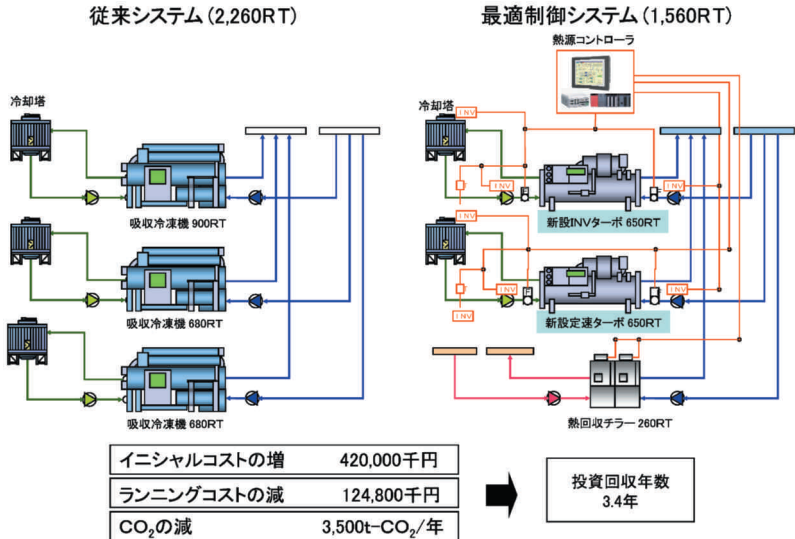 従来システム(2,260RT)
最適制御システム(1,560RT)
熱源コントローラ
冷却塔
吸収冷凍機 900RT
吸収冷凍機 680RT
吸収冷凍機 680RT
冷却塔
INV
INV
INV
新設INVターボ 650RT
INV
INV
INV
新設定速ターボ 650RT
熱回収チラー 260RT
イニシャルコストの増 420,000千円
ランニングコストの減 124,800千円
CO₂の減 3,500t-CO₂/年
投資回収年数
3.4年